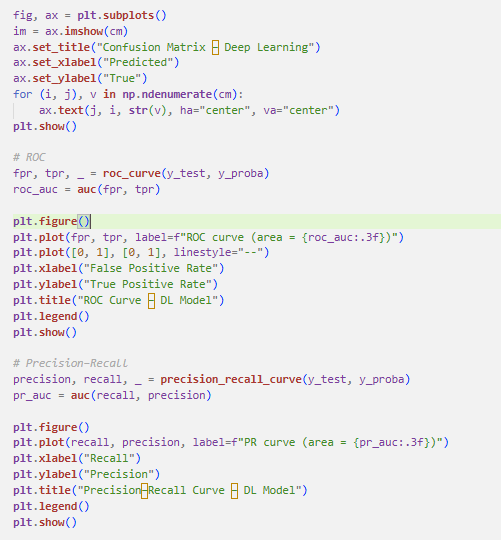 fig, ax = plt.subplots()
im = ax.imshow(cm)
ax.set_title("Confusion Matrix – Deep Learning")
ax.set_xlabel("Predicted")
ax.set_ylabel("True")
for (i, j), v in np.ndenumerate(cm):
    ax.text(j, i, str(v), ha="center", va="center")
plt.show()

# ROC
fpr, tpr, _ = roc_curve(y_test, y_proba)
roc_auc = auc(fpr, tpr)

plt.figure()
plt.plot(fpr, tpr, label=f"ROC curve (area = {roc_auc:.3f})")
plt.plot([0, 1], [0, 1], linestyle="--")
plt.xlabel("False Positive Rate")
plt.ylabel("True Positive Rate")
plt.title("ROC Curve – DL Model")
plt.legend()
plt.show()

# Precision-Recall
precision, recall, _ = precision_recall_curve(y_test, y_proba)
pr_auc = auc(recall, precision)

plt.figure()
plt.plot(recall, precision, label=f"PR curve (area = {pr_auc:.3f})")
plt.xlabel("Recall")
plt.ylabel("Precision")
plt.title("Precision–Recall Curve – DL Model")
plt.legend()
plt.show()